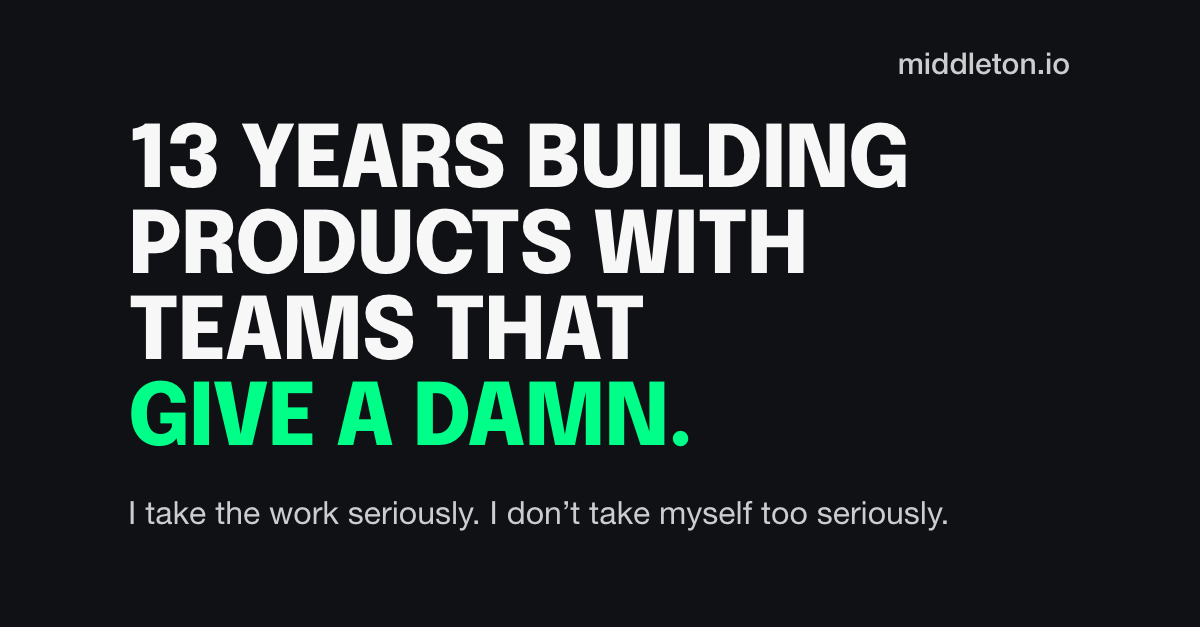 middleton.io
13 YEARS BUILDING
PRODUCTS WITH
TEAMS THAT
GIVE A DAMN.
I take the work seriously. I don’t take myself too seriously.